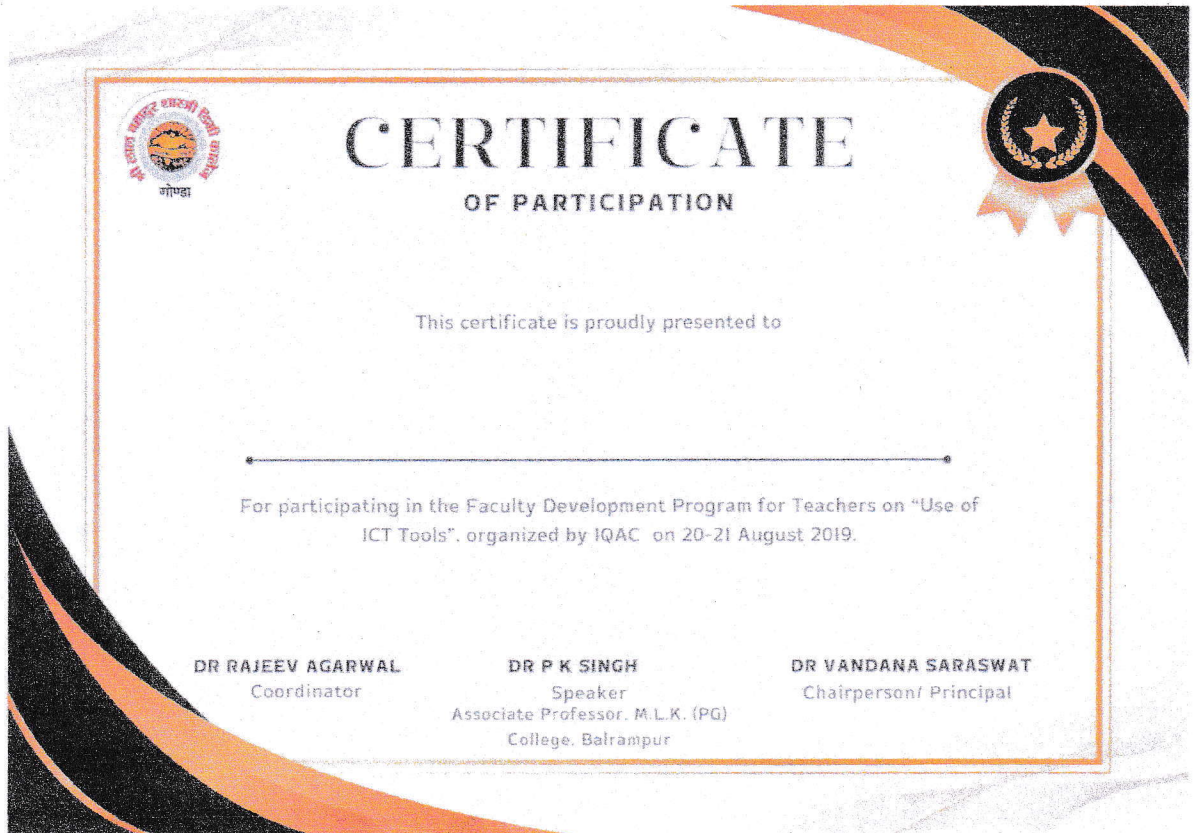 श्री लाल बहादुर शास्त्री डिग्री कालेज
गोण्डा
CERTIFICATE
OF PARTICIPATION
This certificate is proudly presented to
For participating in the Faculty Development Program for Teachers on “Use of
ICT Tools”. organized by IQAC on 20-21 August 2019.
DR RAJEEV AGARWAL
Coordinator
DR P K SINGH
Speaker
Associate Professor. M.L.K. (PG)
College. Balrampur
DR VANDANA SARASWAT
Chairperson/ Principal